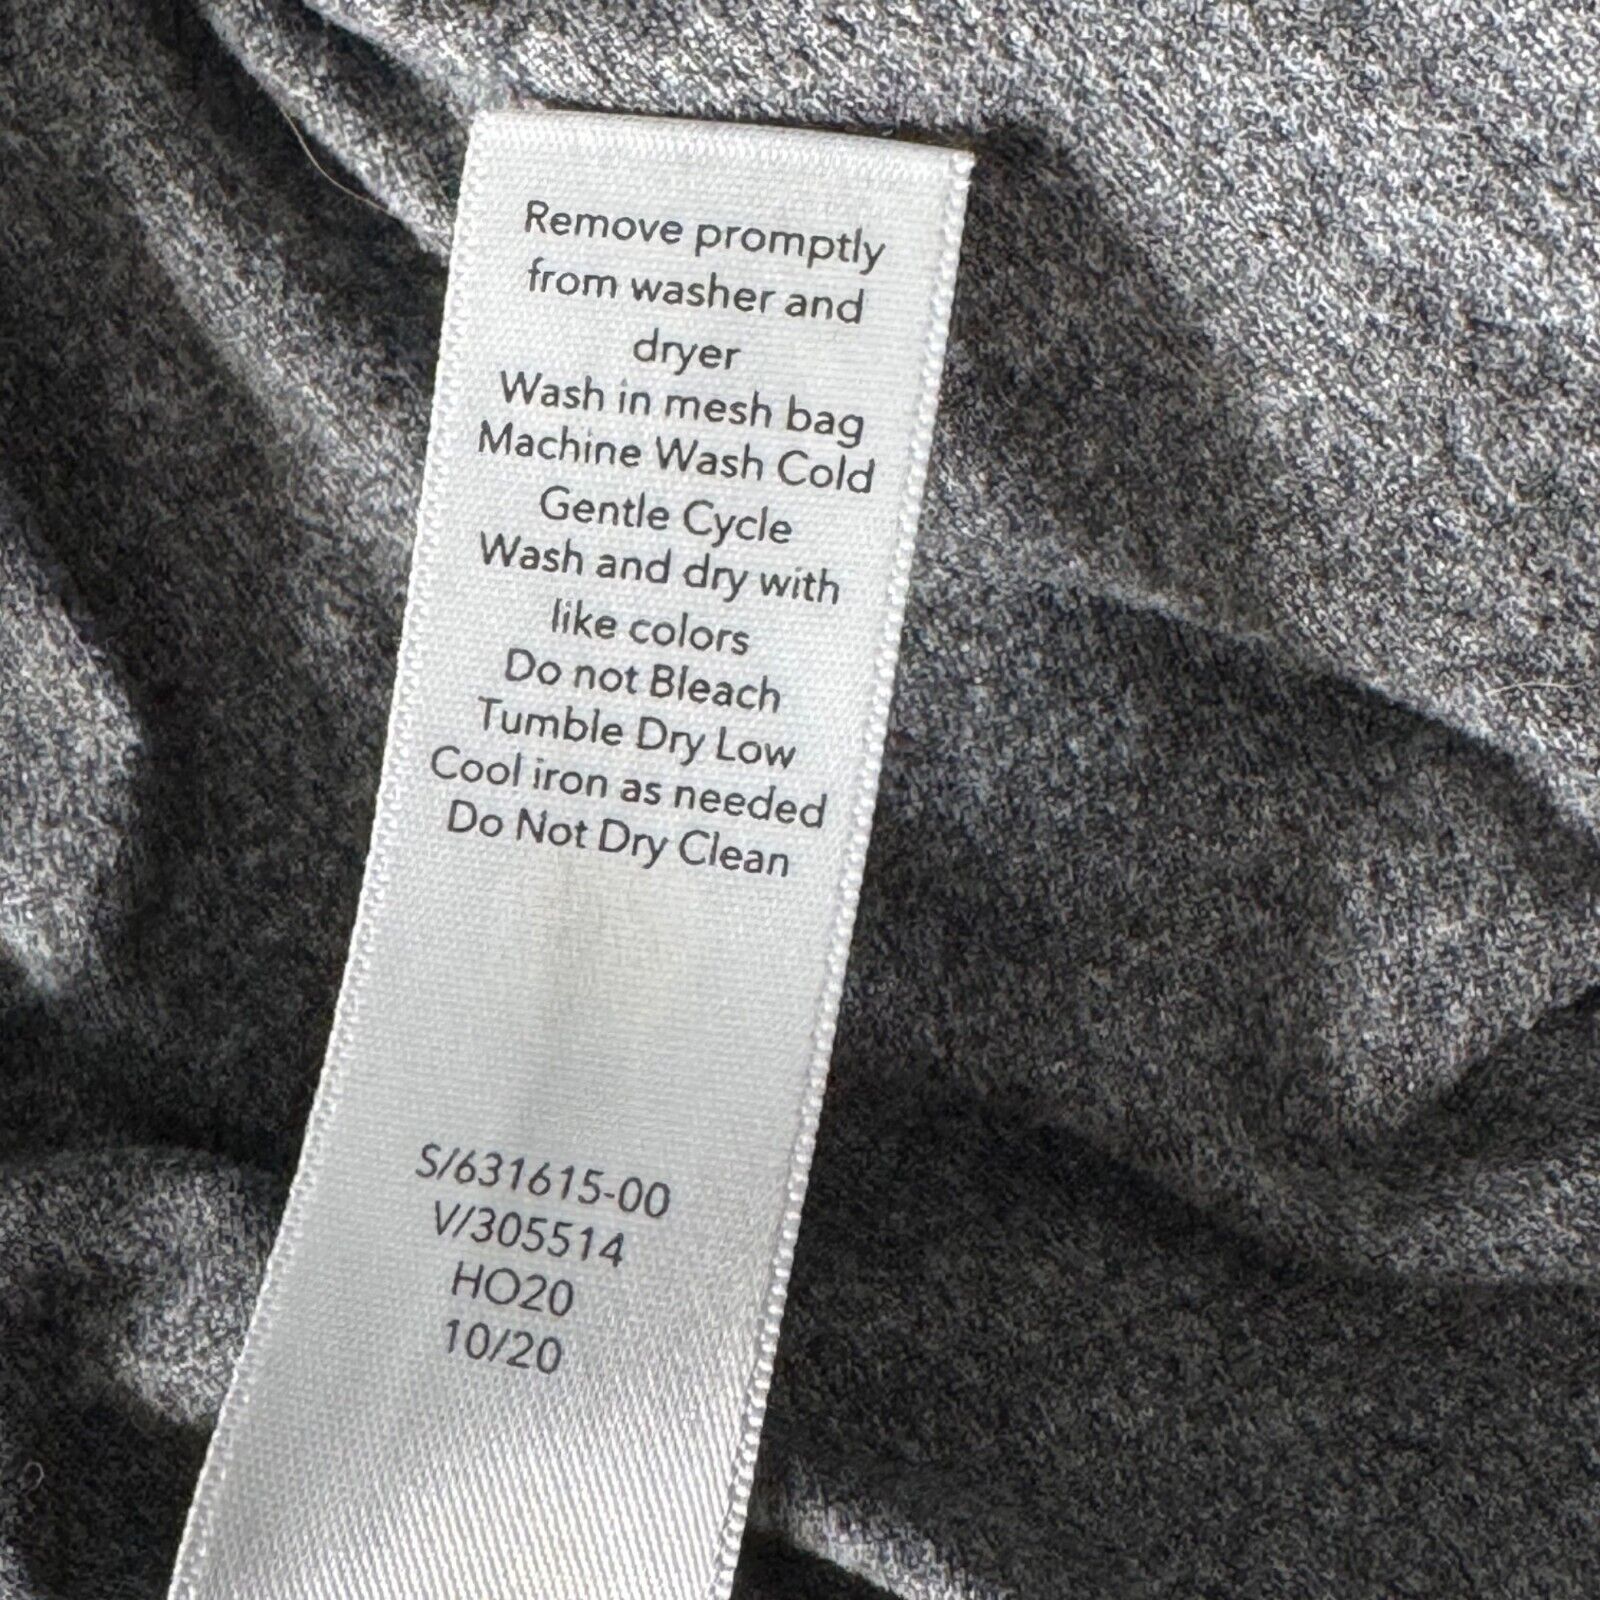 Remove promptly
from washer and
dryer
Wash in mesh bag
Machine Wash Cold
Gentle Cycle
Wash and dry with
like colors
Do not Bleach
Tumble Dry Low
Cool iron as needed
Do Not Dry Clean
S/631615-00
V/305514
HO20
10/20